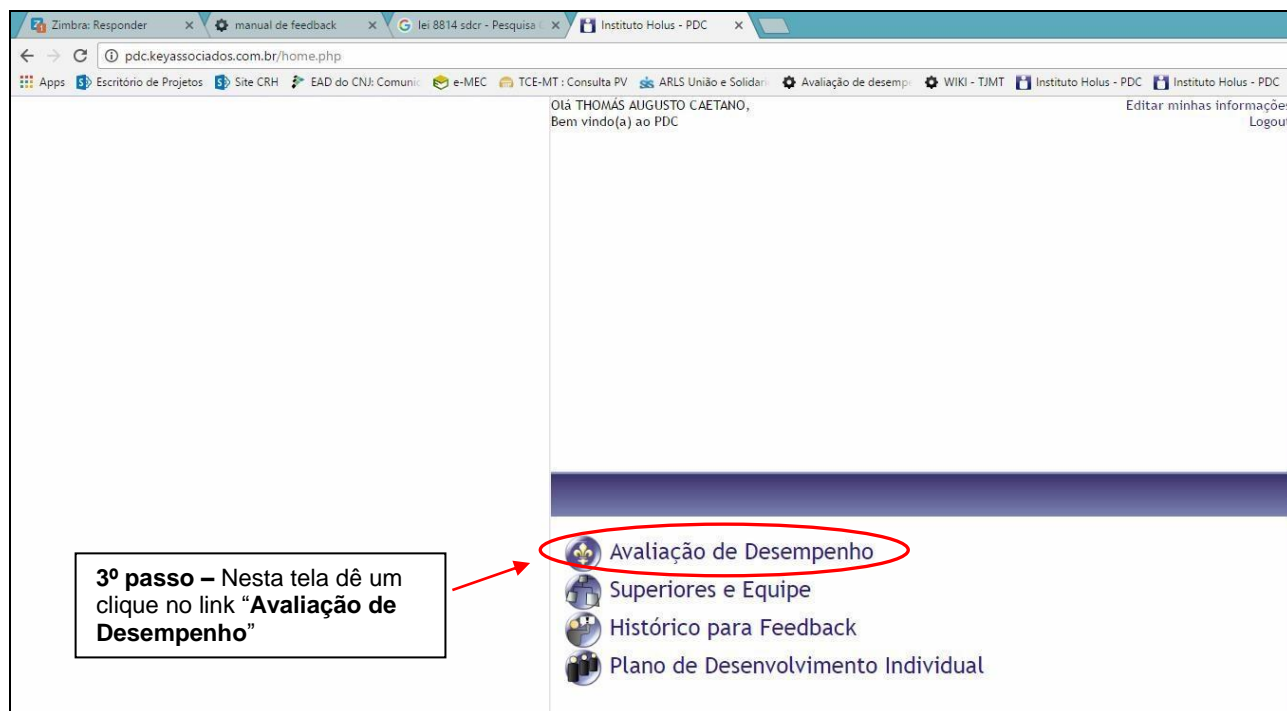 Zimbra: Responder
manual de feedback
lei 8814 sdcr - Pesquisa
Instituto Holus - PDC
pdc.keyassociados.com.br/home.php
Apps Escritório de Projetos Site CRH EAD do CNJ: Comunic e-MEC TCE-MT : Consulta PV ARLS União e Solidari Avaliação de desemp WIKI - TJMT Instituto Holus - PDC Instituto Holus - PDC
Olá THOMÁS AUGUSTO CAETANO,
Bem vindo(a) ao PDC
Editar minhas informações
Logout
Avaliação de Desempenho
Superiores e Equipe
Histórico para Feedback
Plano de Desenvolvimento Individual
3º passo – Nesta tela dê um
clique no link “Avaliação de
Desempenho”